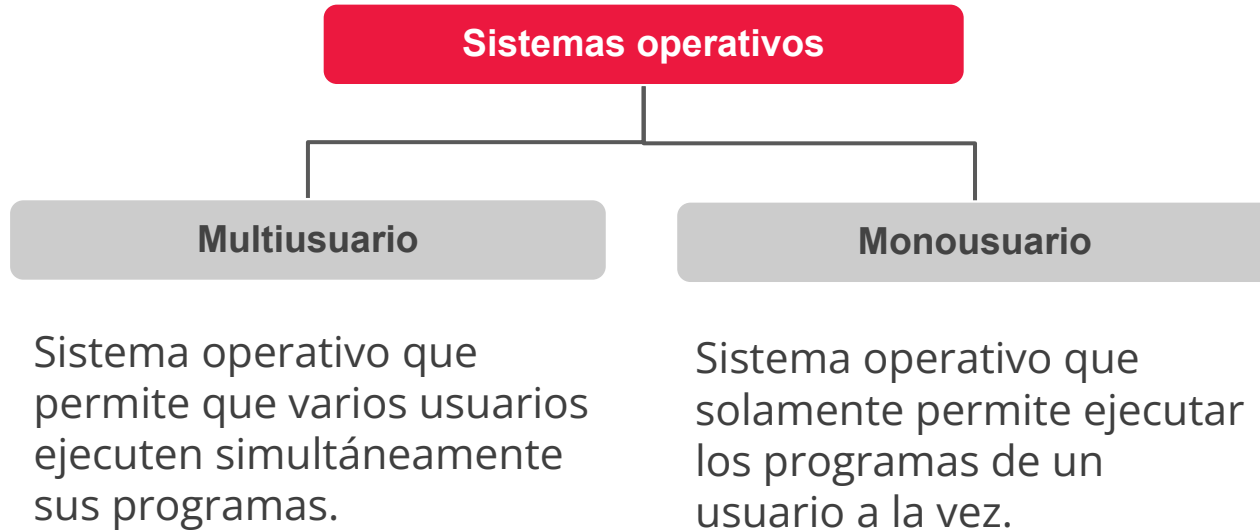 Sistemas operativos
Multiusuario
Monousuario
Sistema operativo que
permite que varios usuarios
ejecuten simultáneamente
sus programas.
Sistema operativo que
solamente permite ejecutar
los programas de un
usuario a la vez.